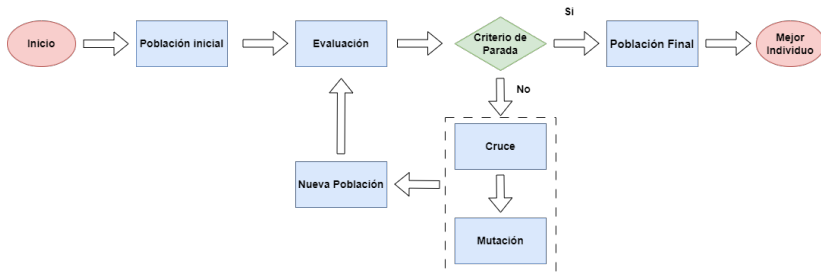 Si
Inicio
Población inicial
Evaluación
Criterio de
Parada
Población Final
Mejor
Individuo
No
Cruce
Nueva Población
Mutación